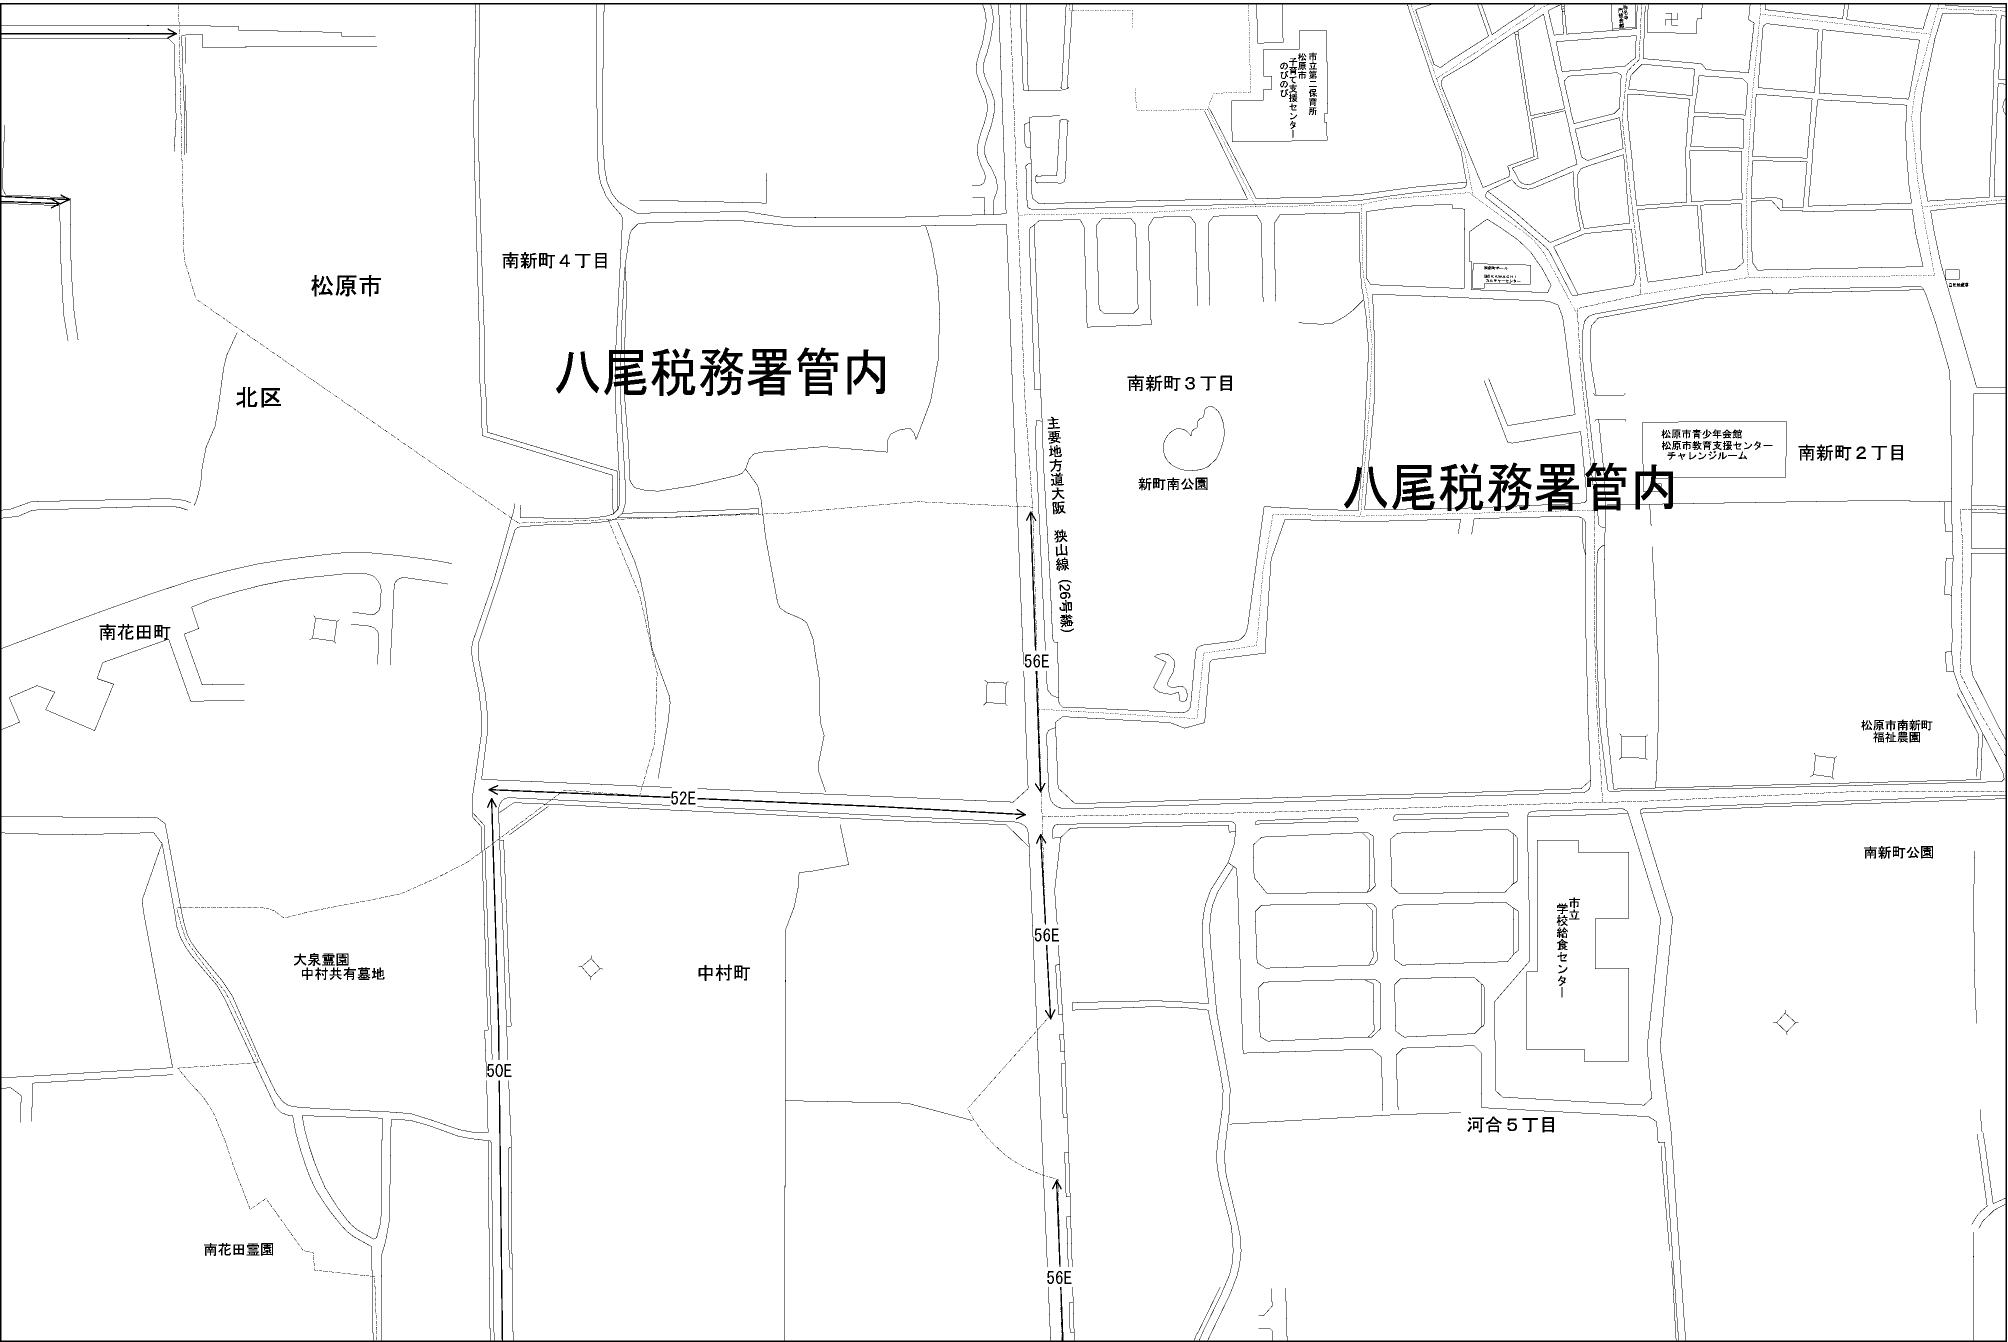 市立第二保育所
松原市
子育て支援センター
のびのび
南新町４丁目
松原市
八尾税務署管内
北区
南新町３丁目
新町南公園
主要地方道大阪　狭山線 (26号線)
松原市青少年会館
松原市教育支援センター
チャレンジルーム
南新町２丁目
八尾税務署管内
南花田町
56E
松原市南新町
福祉農園
52E
南新町公園
市立
学校給食センター
56E
大泉霊園
中村共有墓地
中村町
50E
河合５丁目
南花田霊園
56E